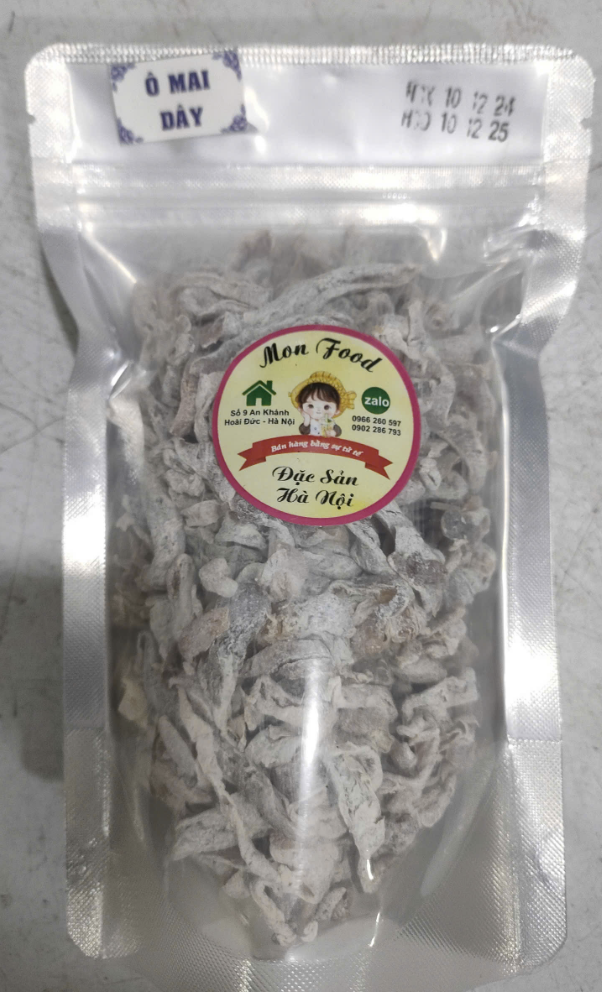 Ô MAI
DÂY
NSX 10 12 24
HSD 10 12 25
Mon Food
Số 9 An Khánh
Hoài Đức - Hà Nội
zalo
0966 260 597
0902 286 793
Bán hàng bằng sự tử tế
Đặc Sản
Hà Nội